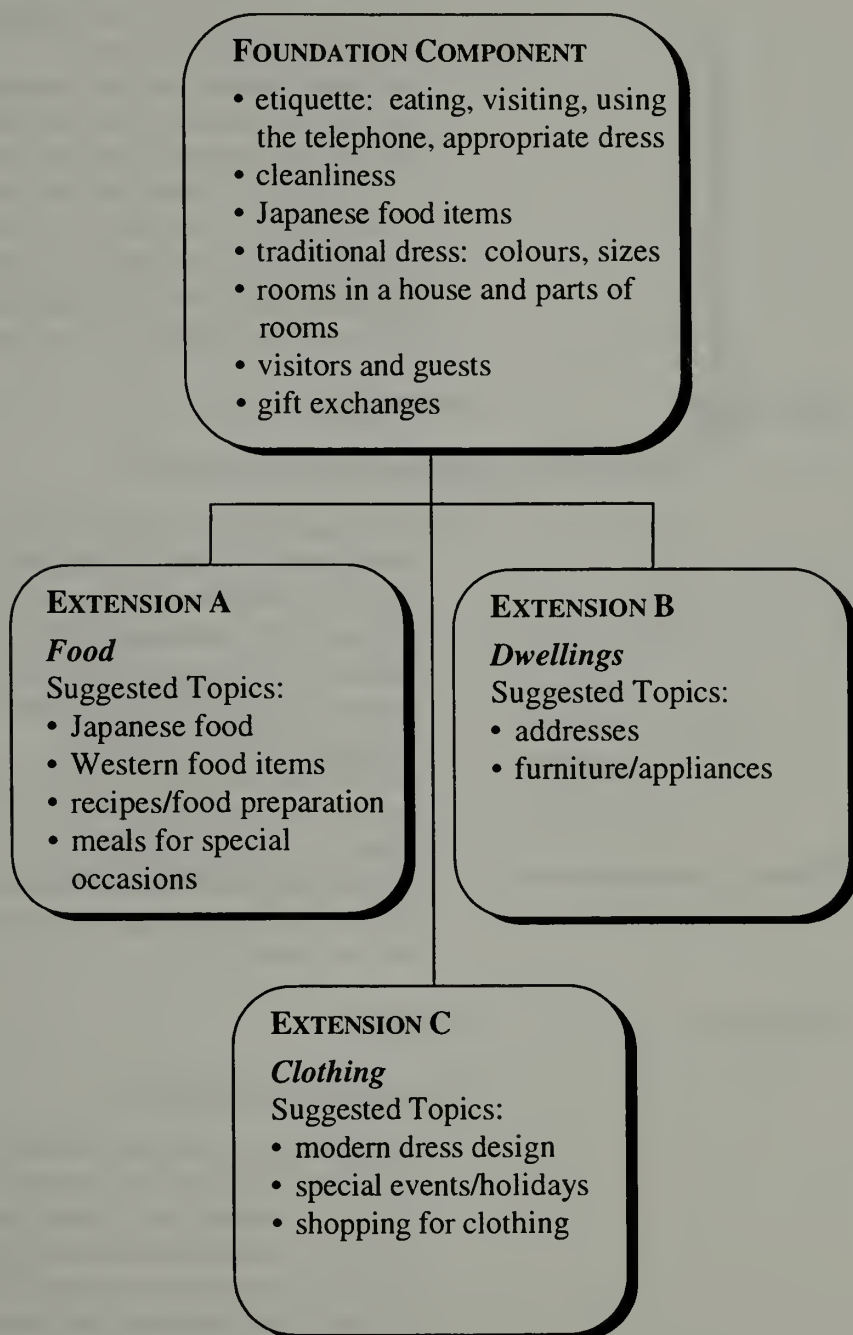 FOUNDATION COMPONENT
• etiquette: eating, visiting, using
the telephone, appropriate dress
• cleanliness
• Japanese food items
• traditional dress: colours, sizes
• rooms in a house and parts of
rooms
• visitors and guests
• gift exchanges
EXTENSION A
Food
Suggested Topics:
• Japanese food
• Western food items
• recipes/food preparation
• meals for special
occasions
EXTENSION B
Dwellings
Suggested Topics:
• addresses
• furniture/appliances
EXTENSION C
Clothing
Suggested Topics:
• modern dress design
• special events/holidays
• shopping for clothing